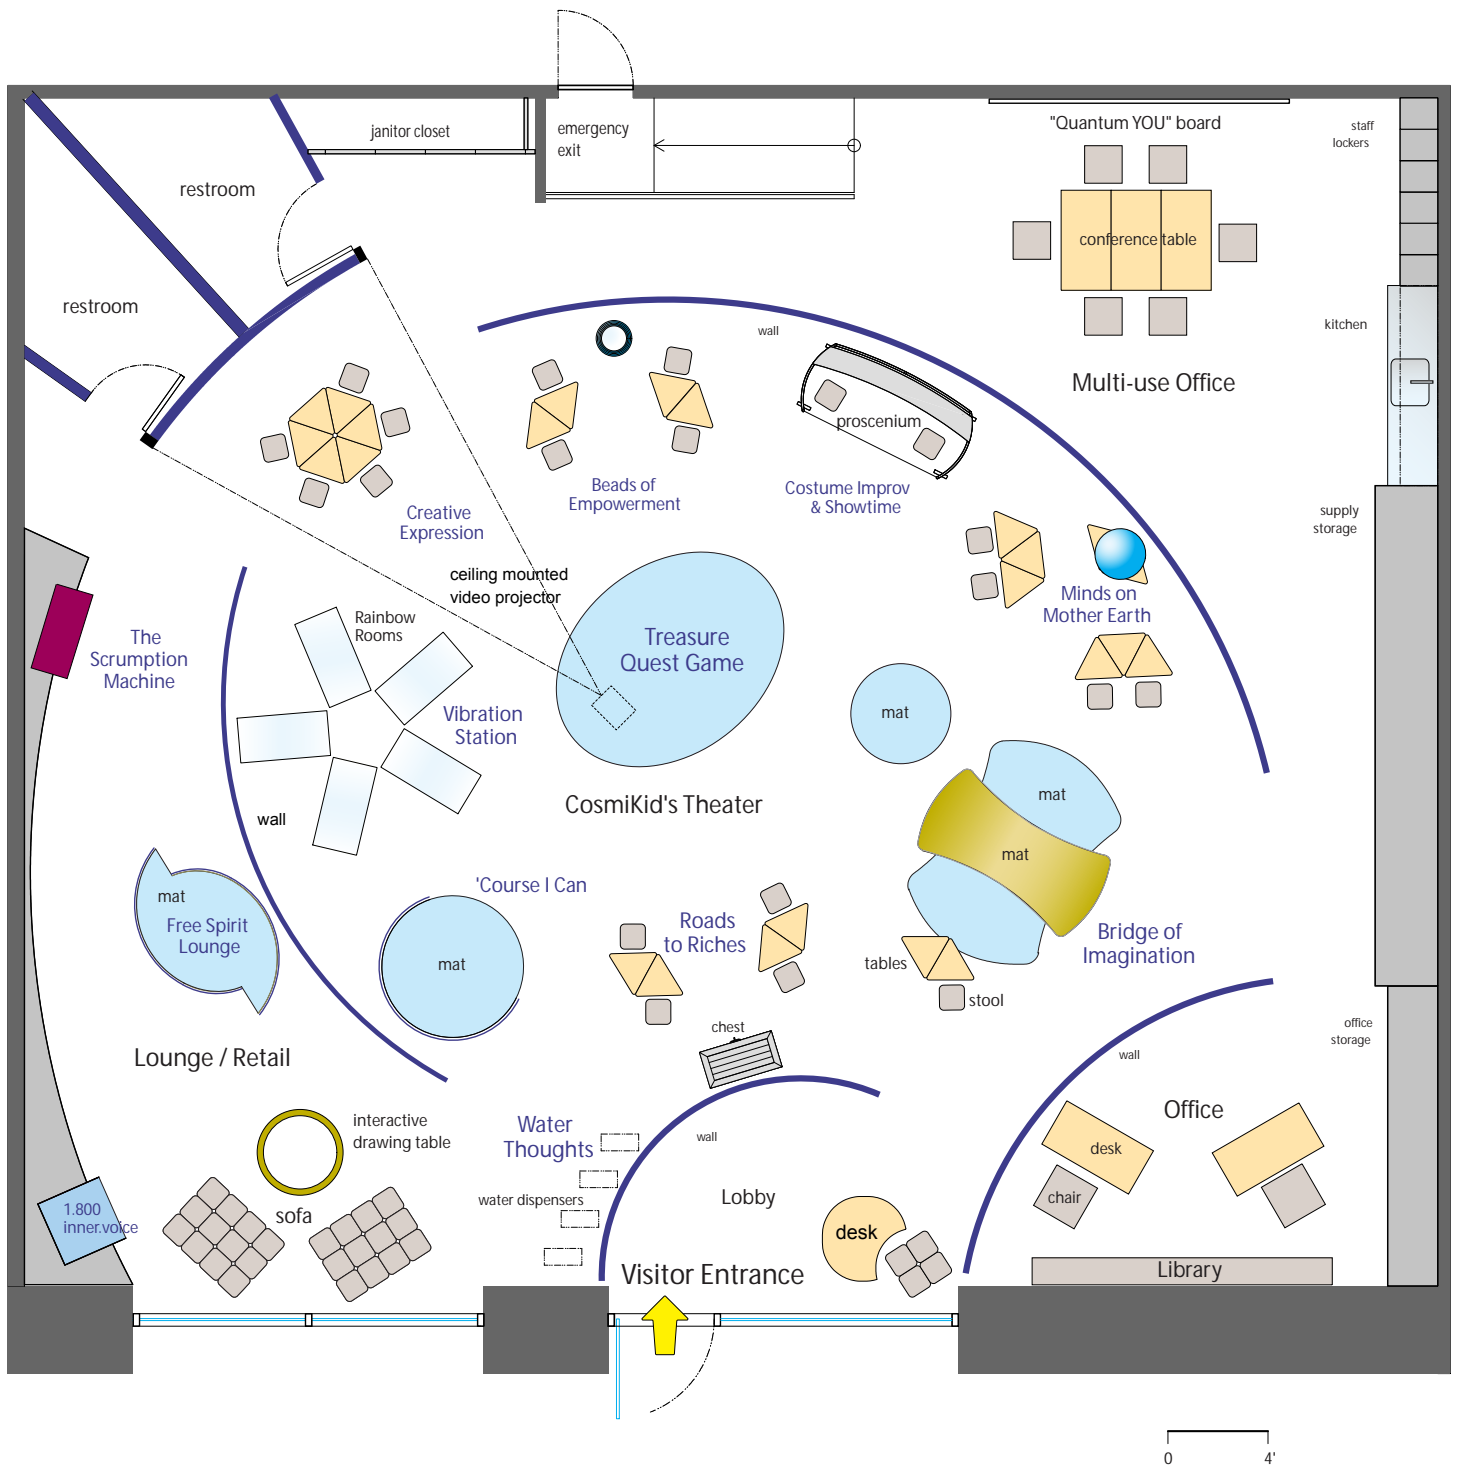 janitor closet
emergency
exit
"Quantum YOU" board
staff
lockers
restroom
conference table
restroom
wall
kitchen
Multi-use Office
proscenium
Beads of
Empowerment
Costume Improv
& Showtime
Creative
Expression
supply
storage
ceiling mounted
video projector
Minds on
Mother Earth
Rainbow
Rooms
The
Scrumption
Machine
Treasure
Quest Game
Vibration
Station
mat
CosmiKid's Theater
mat
wall
mat
'Course I Can
mat
Free Spirit
Lounge
Roads
to Riches
Bridge of
Imagination
mat
tables
stool
chest
office
storage
Lounge / Retail
wall
Office
interactive
drawing table
Water
Thoughts
wall
desk
water dispensers
Lobby
chair
1.800
inner.voice
sofa
desk
Visitor Entrance
Library
0 4'